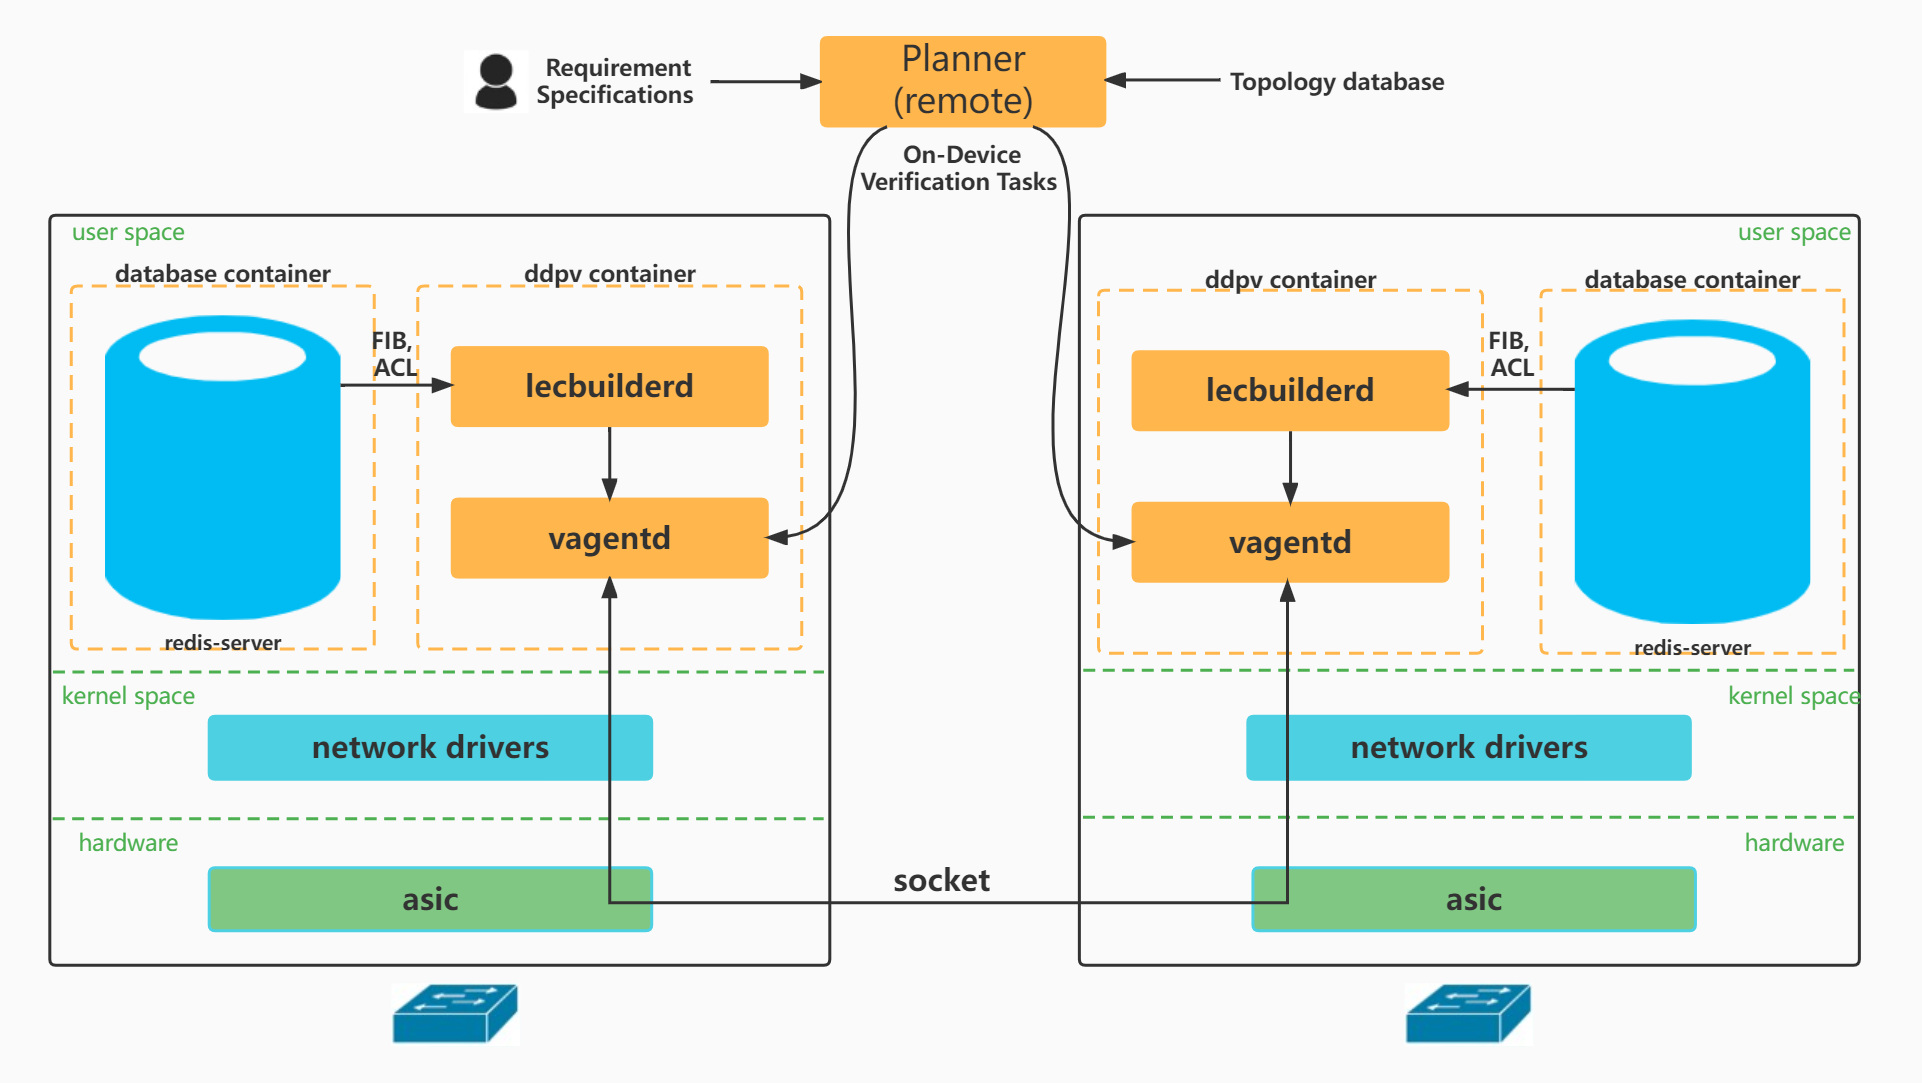 Requirement
Specifications
Planner
(remote)
Topology database
On-Device
Verification Tasks
user space
database container
ddpv container
FIB,
ACL
lecbuilderd
vagentd
redis-server
kernel space
network drivers
hardware
asic
socket
user space
ddpv container
database container
FIB,
ACL
lecbuilderd
vagentd
redis-server
kernel space
network drivers
hardware
asic